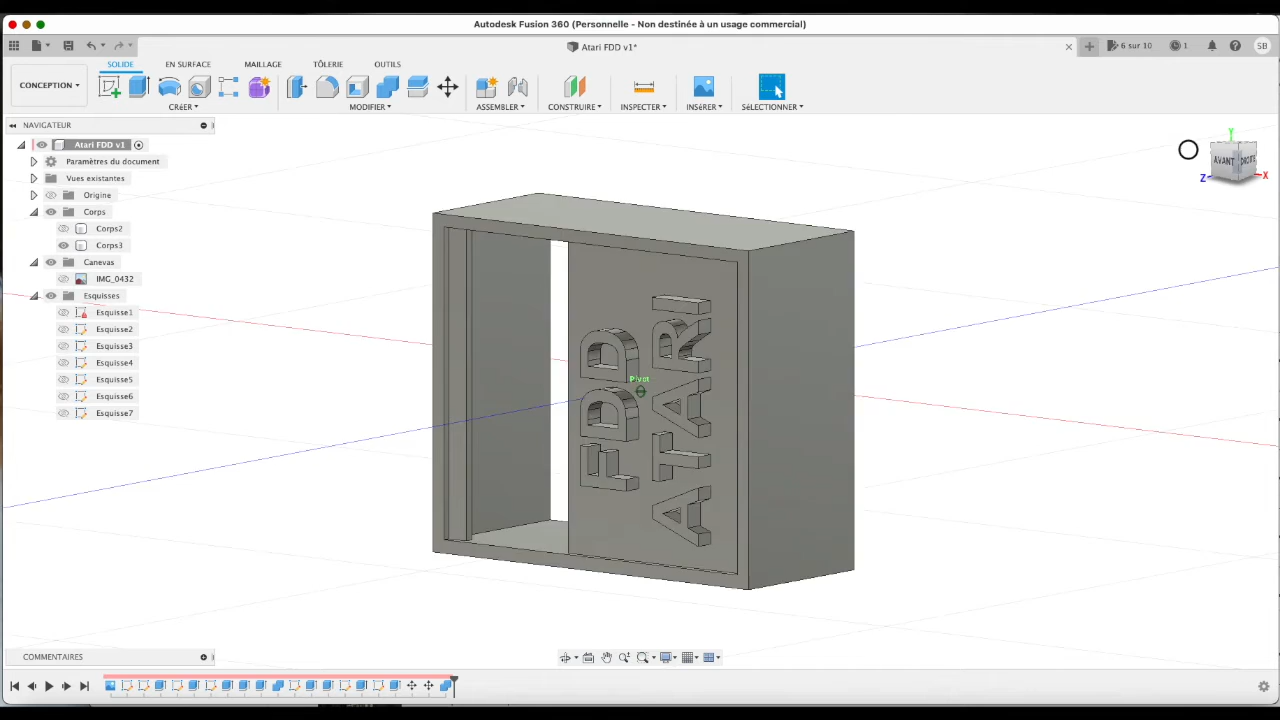 Autodesk Fusion 360 (Personnelle - Non destinée à un usage commercial)
Atari FDD v1*
6 sur 10
1
SB
SOLIDE EN SURFACE MAILLAGE TÔLERIE OUTILS
CONCEPTION
CRÉER MODIFIER ASSEMBLER CONSTRUIRE INSPECTER INSÉRER SÉLECTIONNER
NAVIGATEUR
Atari FDD v1
Paramètres du document
Vues existantes
Origine
Corps
Corps2
Corps3
Canevas
IMG_0432
Esquisses
Esquisse1
Esquisse2
Esquisse3
Esquisse4
Esquisse5
Esquisse6
Esquisse7
Y
AVANT DROITE
Z X
ATARI
FDD
Pivot
COMMENTAIRES